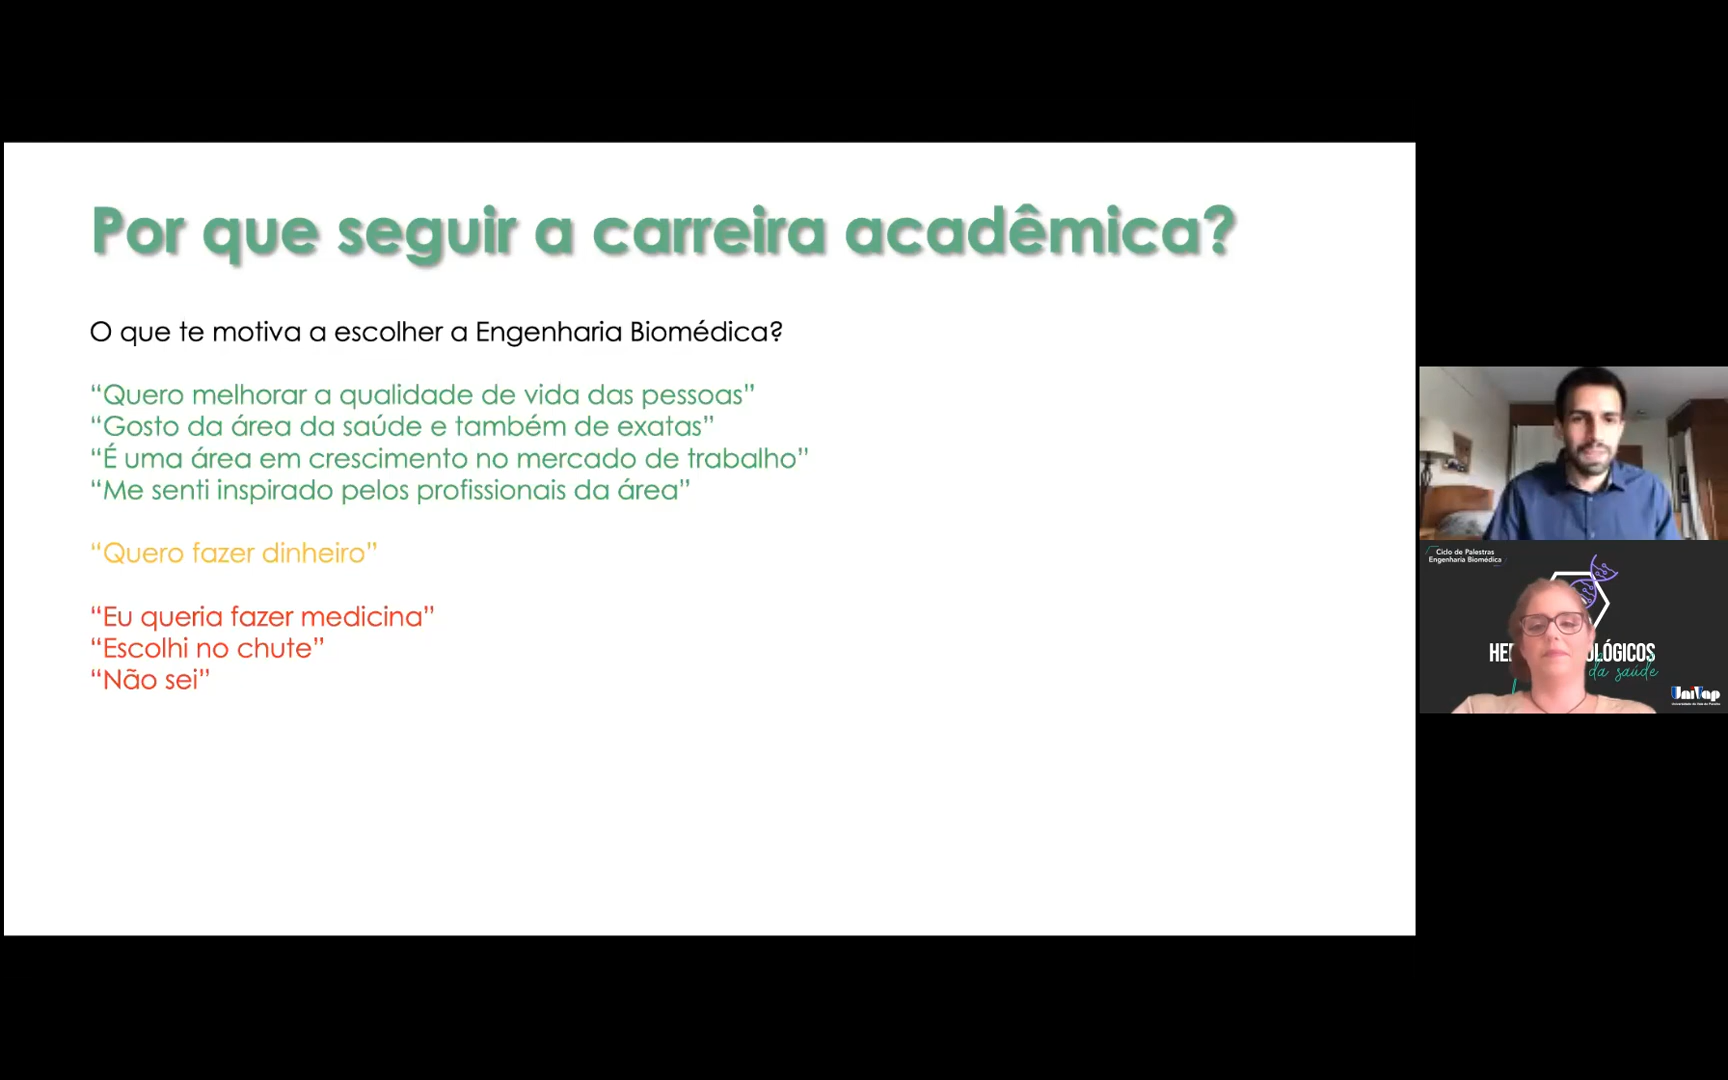 Por que seguir a carreira acadêmica?
O que te motiva a escolher a Engenharia Biomédica?
“Quero melhorar a qualidade de vida das pessoas”
“Gosto da área da saúde e também de exatas”
“É uma área em crescimento no mercado de trabalho”
“Me senti inspirado pelos profissionais da área”
“Quero fazer dinheiro”
“Eu queria fazer medicina”
“Escolhi no chute”
“Não sei”
Ciclo de Palestras
Engenharia Biomédica
HE OLÓGICOS
da saúde
UniVap